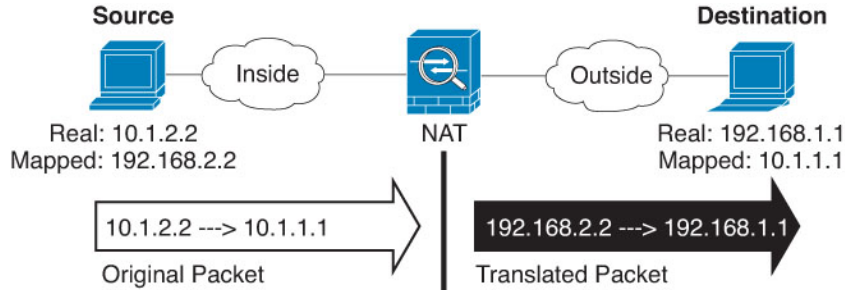 Source
Destination
Inside
Outside
Real: 10.1.2.2
Mapped: 192.168.2.2
NAT
Real: 192.168.1.1
Mapped: 10.1.1.1
10.1.2.2 ---> 10.1.1.1
192.168.2.2 ---> 192.168.1.1
Original Packet
Translated Packet